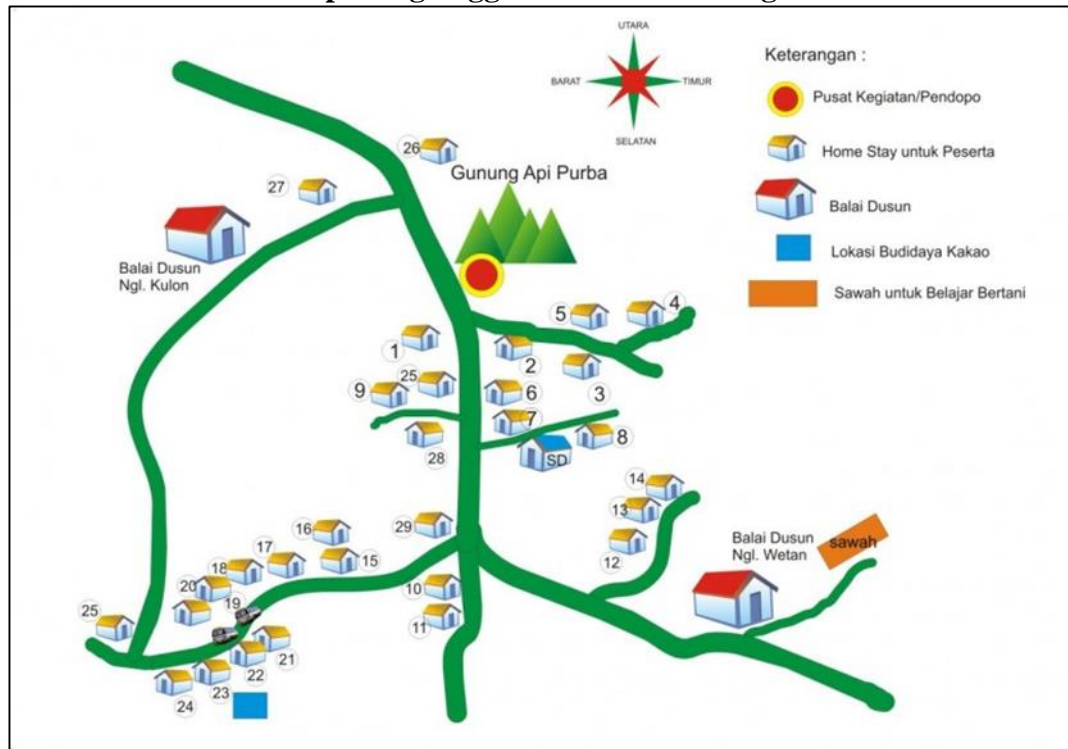 UTARA
BARAT
TIMUR
SELATAN
Keterangan :
Pusat Kegiatan/Pendopo
Home Stay untuk Peserta
Balai Dusun
Lokasi Budidaya Kakao
Sawah untuk Belajar Bertani
26
Gunung Api Purba
27
Balai Dusun
Ngl. Kulon
5
4
1
2
3
9
25
6
7
28
SD
8
14
13
12
16
29
17
15
18
20
19
10
11
25
21
22
23
24
Balai Dusun
Ngl. Wetan
sawah